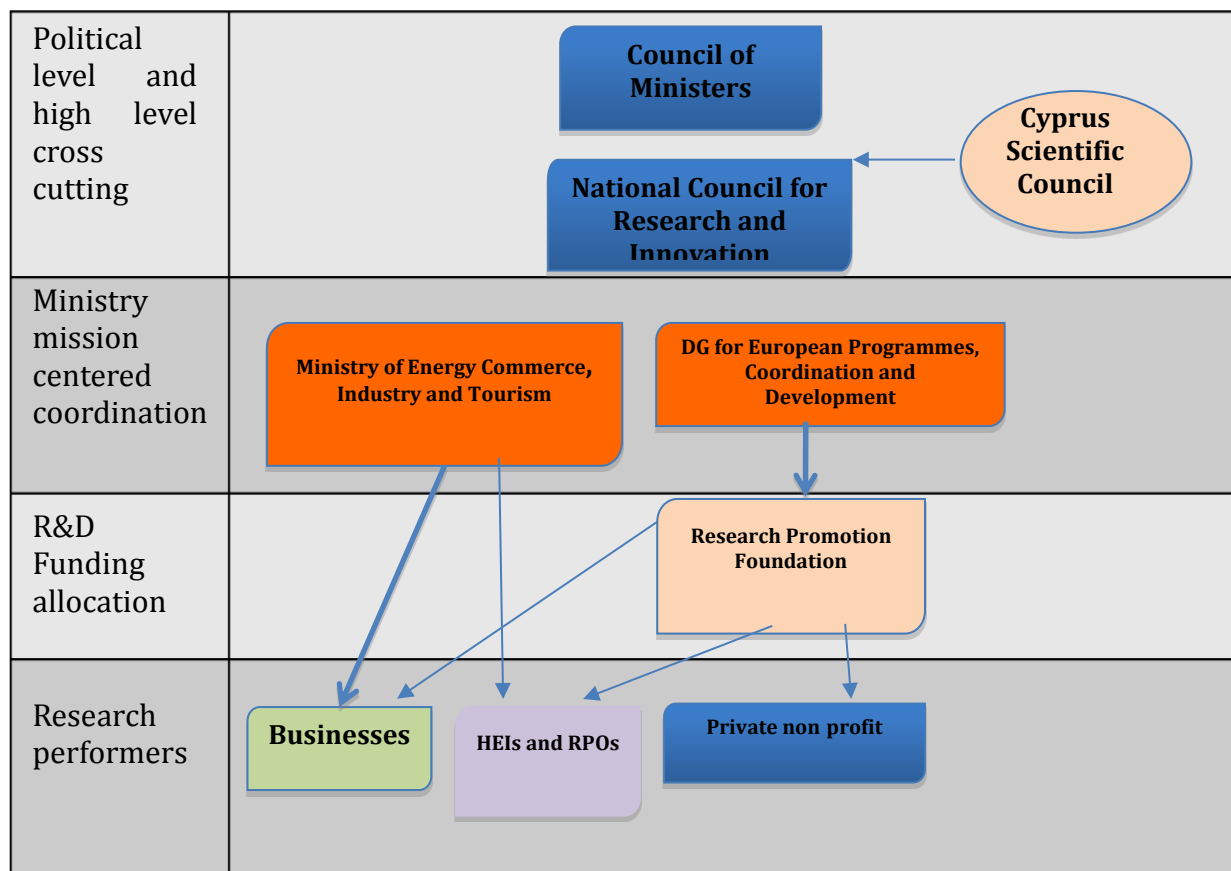 Political
level and
high level
cross
cutting
Council of
Ministers
Cyprus
Scientific
Council
National Council for
Research and
Innovation
Ministry
mission
centered
coordination
Ministry of Energy Commerce,
Industry and Tourism
DG for European Programmes,
Coordination and
Development
R&D
Funding
allocation
Research Promotion
Foundation
Research
performers
Businesses
HEIs and RPOs
Private non profit